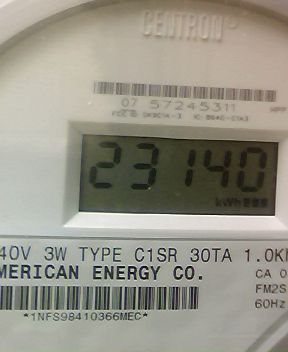 CENTRON®
07 57245311
23140
kWh
40V 3W TYPE C1SR 30TA 1.0K
MERICAN ENERGY CO.
CA 0
FM2S
60Hz
*1NFS98410366MEC*